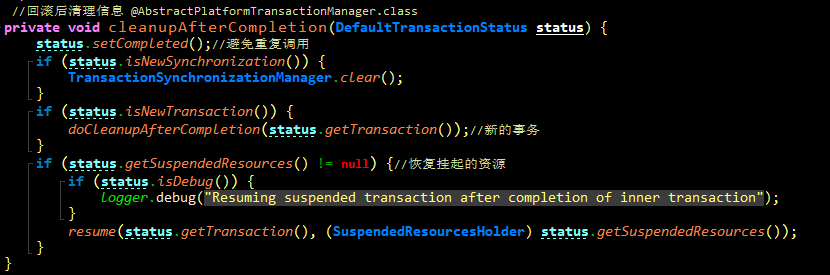 //回滚后清理信息 @AbstractPlatformTransactionManager.class
private void cleanupAfterCompletion(DefaultTransactionStatus status) {
status.setCompleted();//避免重复调用
if (status.isNewSynchronization()) {
TransactionSynchronizationManager.clear();
}
if (status.isNewTransaction()) {
doCleanupAfterCompletion(status.getTransaction());//新的事务
}
if (status.getSuspendedResources() != null) {//恢复挂起的资源
if (status.isDebug()) {
logger.debug("Resuming suspended transaction after completion of inner transaction");
}
resume(status.getTransaction(), (SuspendedResourcesHolder) status.getSuspendedResources());
}
}